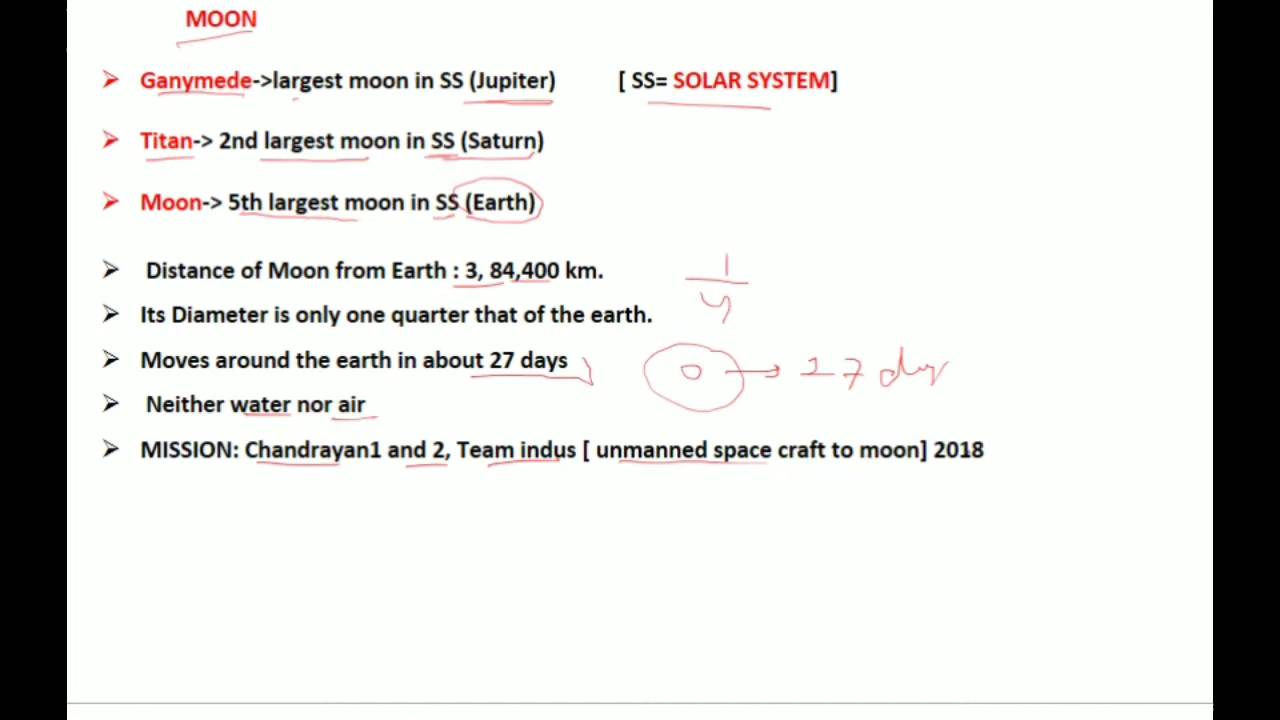 MOON
Ganymede->largest moon in SS (Jupiter) [ SS= SOLAR SYSTEM]
Titan-> 2nd largest moon in SS (Saturn)
Moon-> 5th largest moon in SS (Earth)
Distance of Moon from Earth : 3, 84,400 km.
1
4
Its Diameter is only one quarter that of the earth.
Moves around the earth in about 27 days
27 day
Neither water nor air
MISSION: Chandrayan1 and 2, Team indus [ unmanned space craft to moon] 2018